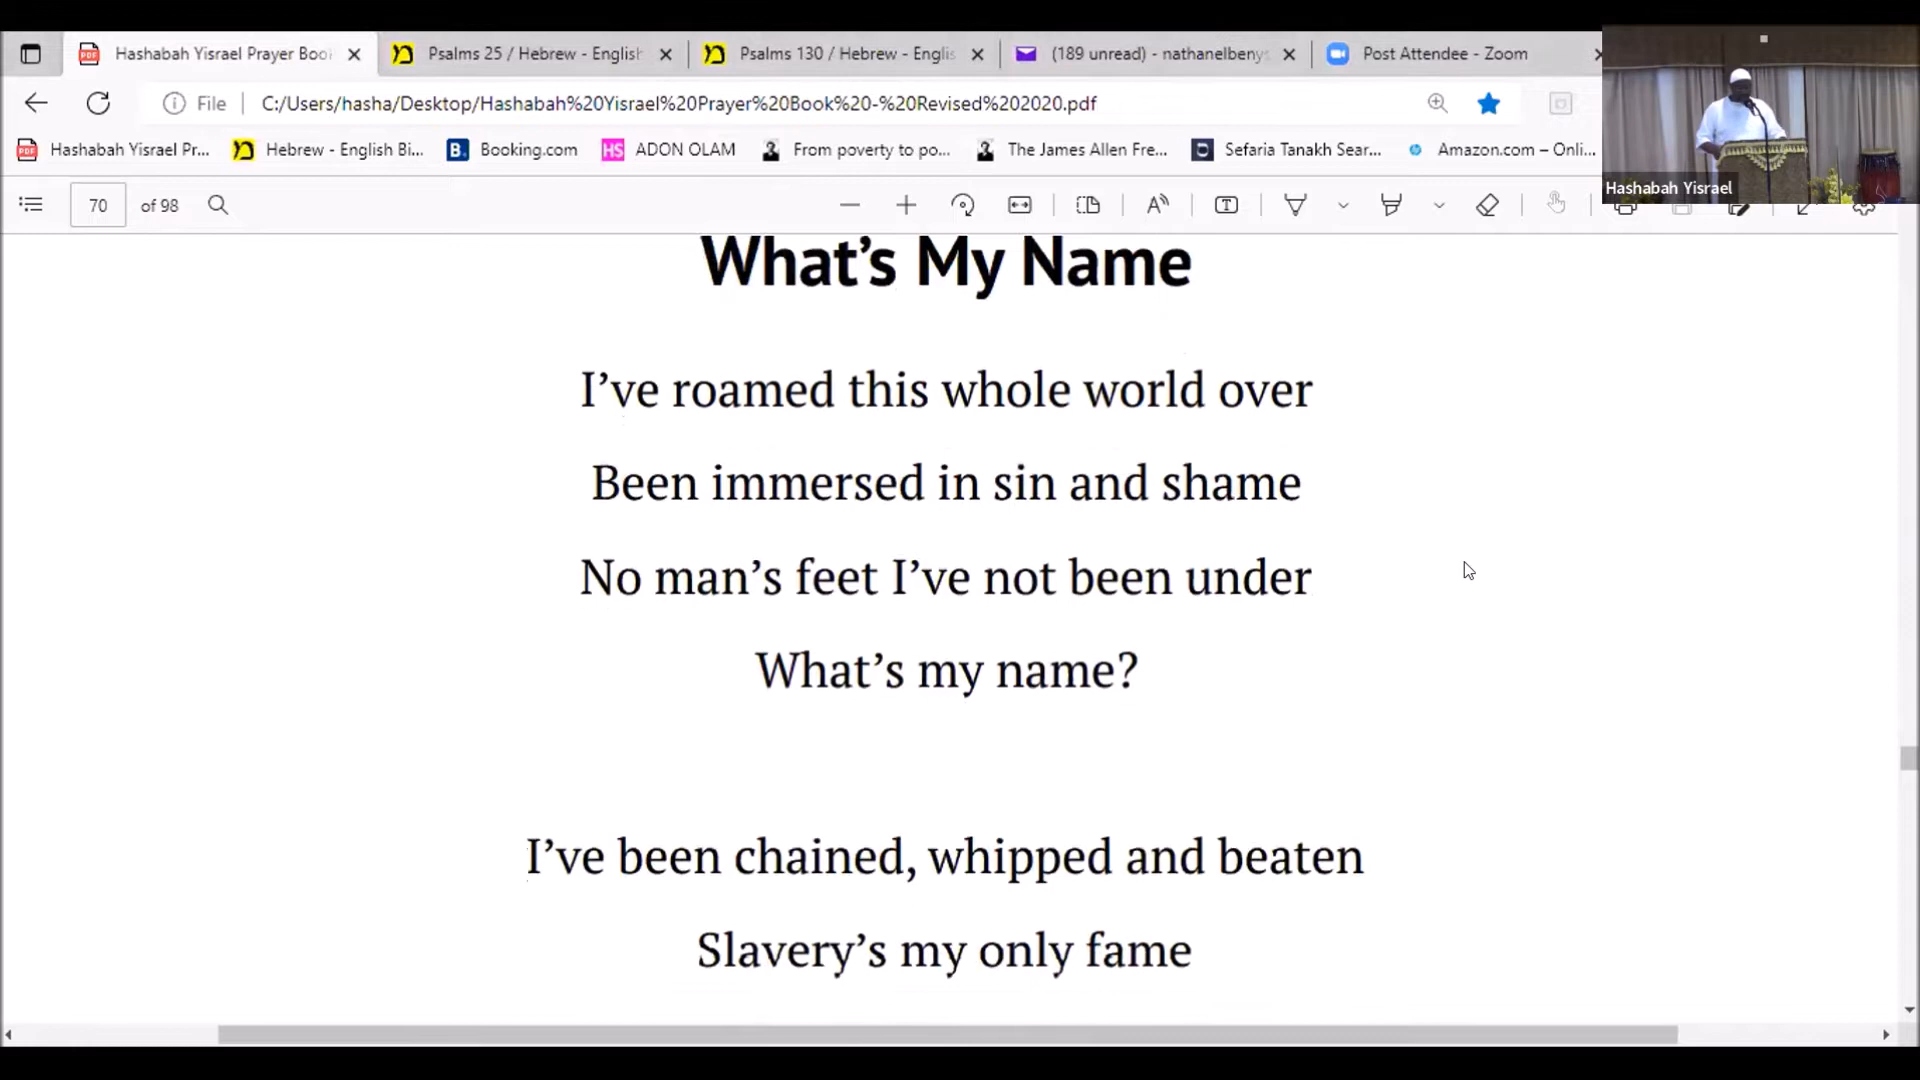 Hashabah Yisrael Prayer Boo
Psalms 25 / Hebrew - English
Psalms 130 / Hebrew - Englis
(189 unread) - nathanelbenys
Post Attendee - Zoom
File
C:/Users/hasha/Desktop/Hashabah%20Yisrael%20Prayer%20Book%20-%20Revised%202020.pdf
Hashabah Yisrael Pr...
Hebrew - English Bi...
B.
Booking.com
HS
ADON OLAM
From poverty to po...
The James Allen Fre...
Sefaria Tanakh Sear...
Amazon.com – Onli...
Hashabah Yisrael
70
of 98
What's My Name
I've roamed this whole world over
Been immersed in sin and shame
No man's feet I've not been under
What's my name?
I've been chained, whipped and beaten
Slavery's my only fame